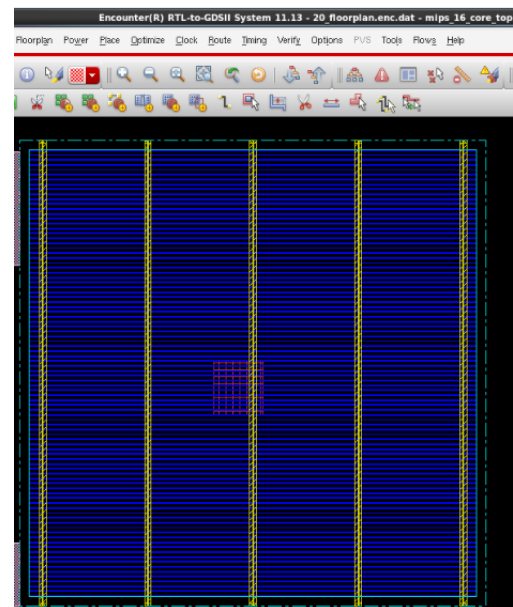 Encounter(R) RTL-to-GDSII System 11.13 - 20_floorplan.enc.dat - mips_16_core_top
Floorplan Power Place Optimize Clock Route Timing Verify Options PVS Tools Flows Help